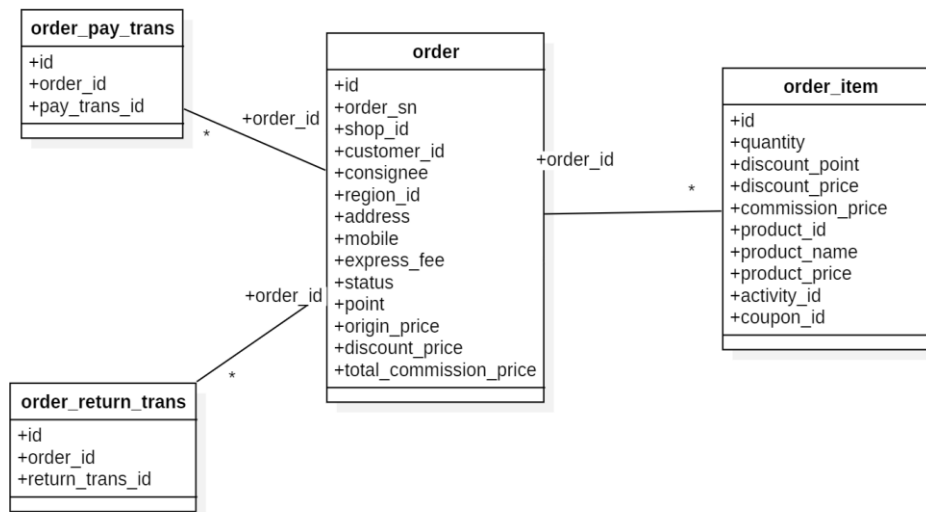 order_pay_trans
+id
+order_id
+pay_trans_id
*
+order_id
order
+id
+order_sn
+shop_id
+customer_id
+consignee
+region_id
+address
+mobile
+express_fee
+status
+point
+origin_price
+discount_price
+total_commission_price
+order_id
*
order_item
+id
+quantity
+discount_point
+discount_price
+commission_price
+product_id
+product_name
+product_price
+activity_id
+coupon_id
+order_id
*
order_return_trans
+id
+order_id
+return_trans_id